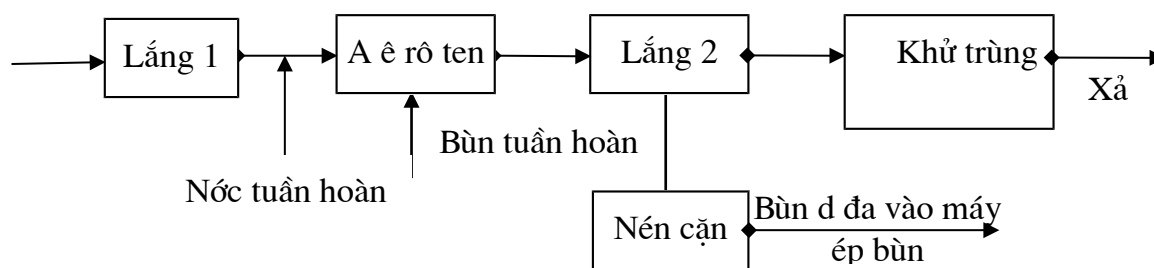 Lắng 1
A ê rô ten
Lắng 2
Khử trùng
Xả
Bùn tuần hoàn
Nớc tuần hoàn
Nén cặn
Bùn d đa vào máy
ép bùn